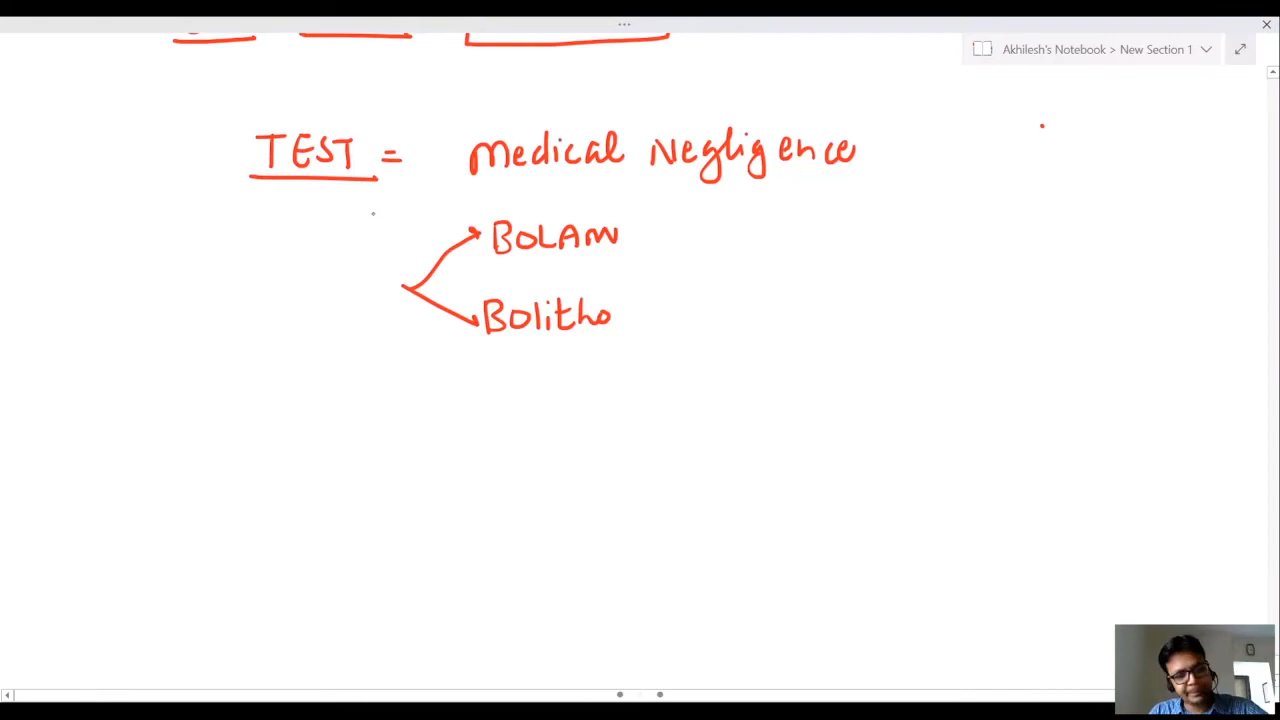 Akhilesh's Notebook > New Section 1
TEST = Medical Negligence
BOLAM
Bolitho